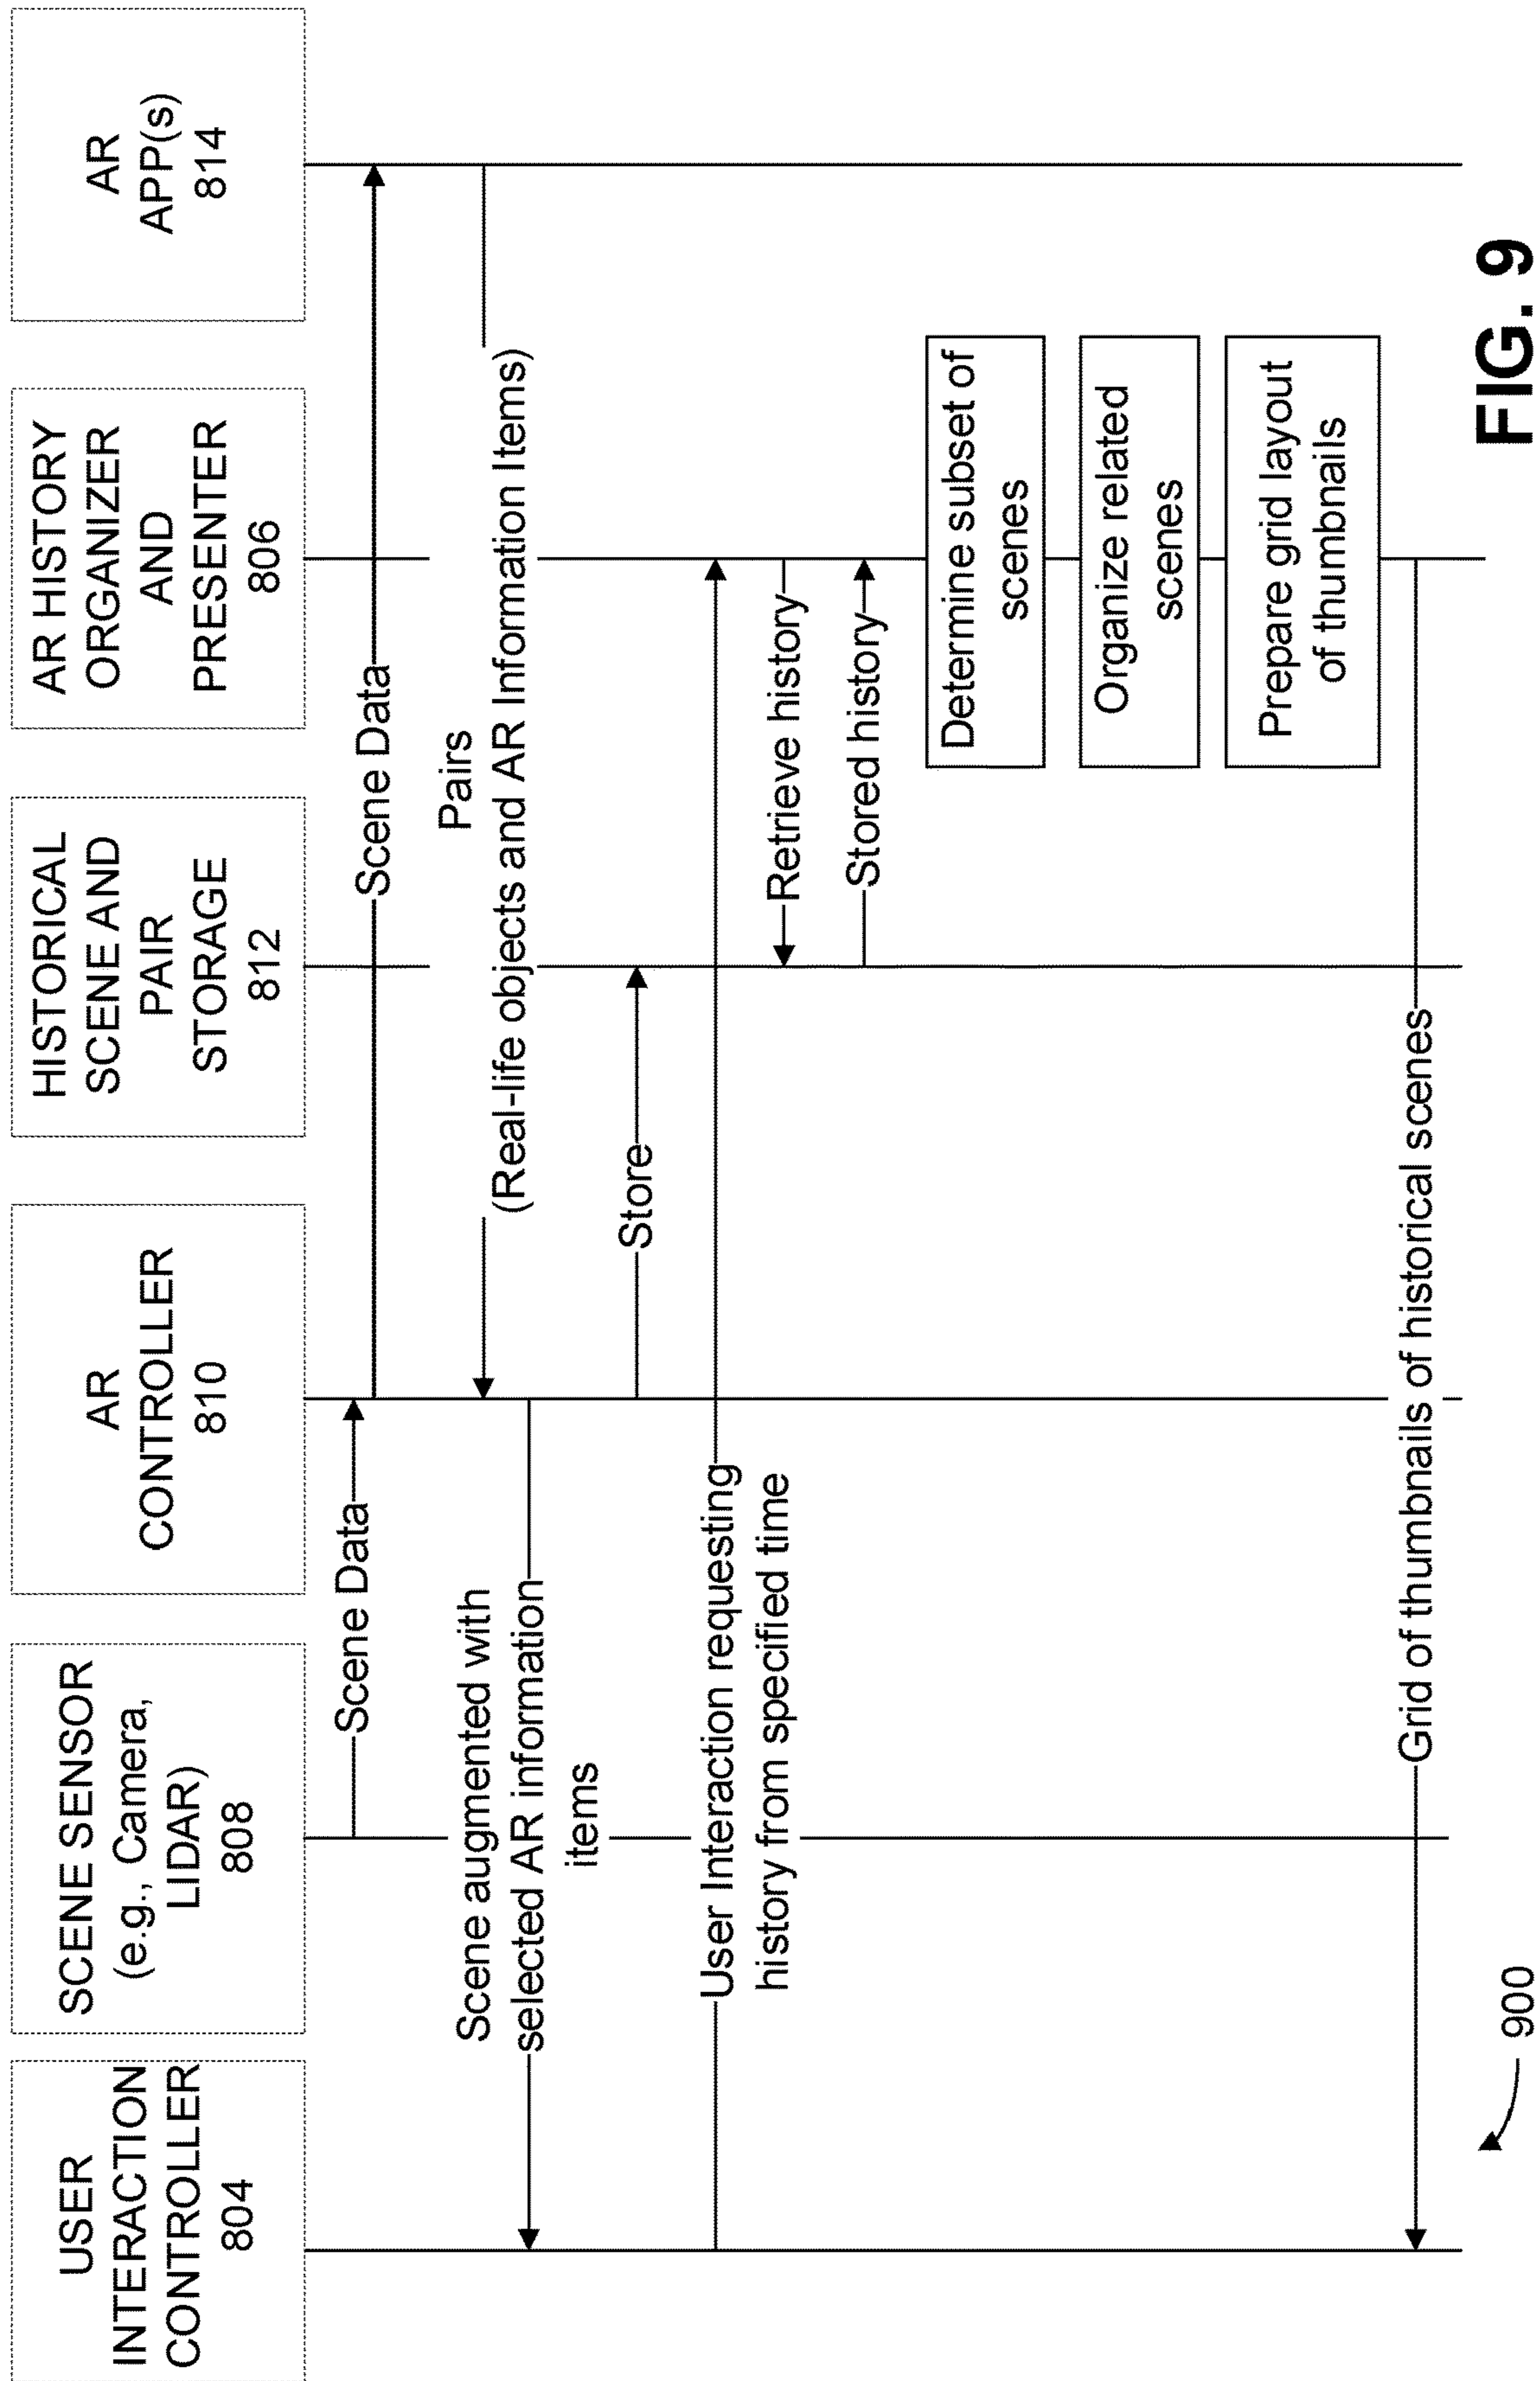 USER
INTERACTION
CONTROLLER
804
SCENE SENSOR
(e.g., Camera,
LIDAR)
808
AR
CONTROLLER
810
HISTORICAL
SCENE AND
PAIR
STORAGE
812
AR HISTORY
ORGANIZER
AND
PRESENTER
806
AR
APP(s)
814
Scene Data
Scene Data
Pairs
(Real-life objects and AR Information Items)
Scene augmented with
selected AR information
items
Store
User Interaction requesting
history from specified time
Retrieve history
Stored history
Determine subset of
scenes
Organize related
scenes
Prepare grid layout
of thumbnails
Grid of thumbnails of historical scenes
900
FIG. 9